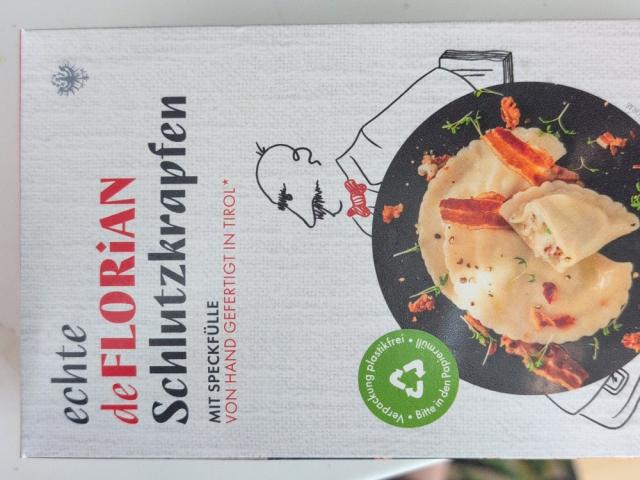 echte
deFLORiAN
Schlutzkrapfen
MIT SPECKFÜLLE
VON HAND GEFERTIGT IN TIROL*
Verpackung plastikfrei •
Bitte in den Papiermüll •